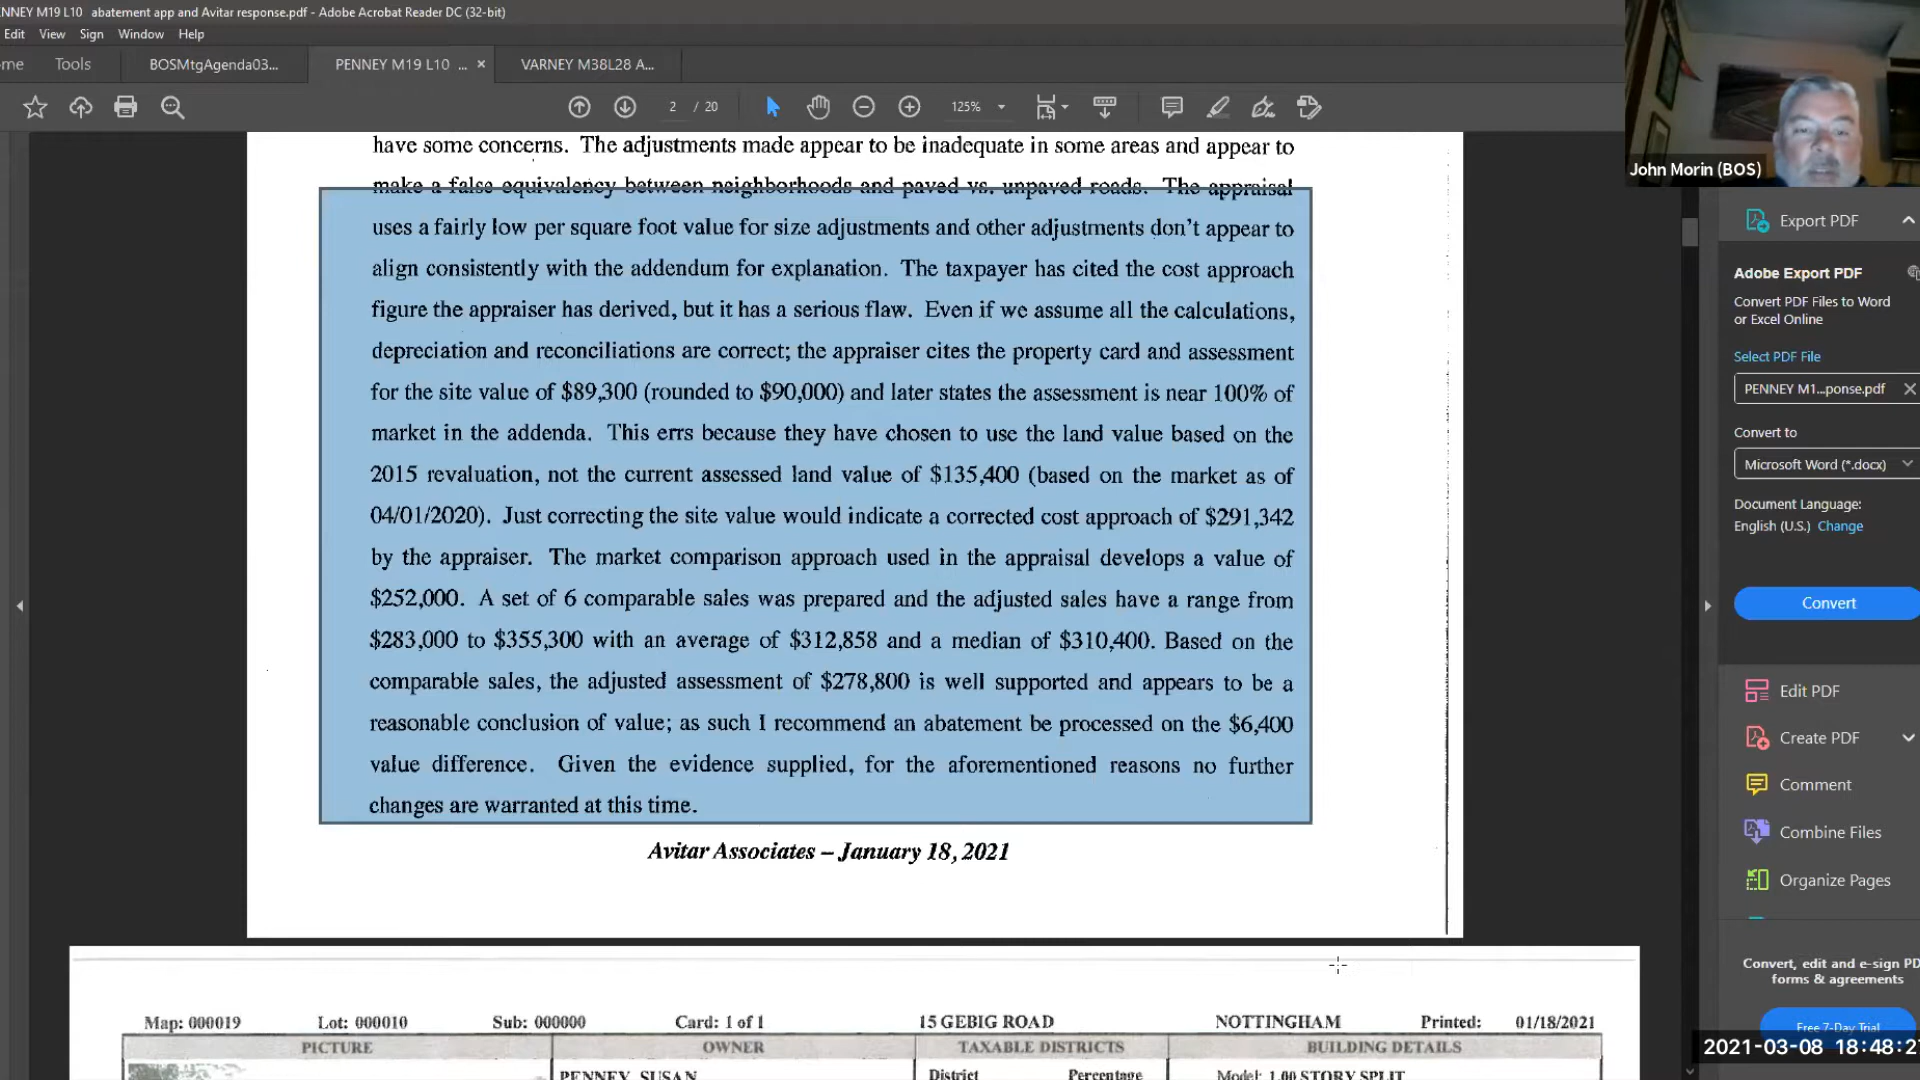 NNEY M19 L10 abatement app and Avitar response.pdf - Adobe Acrobat Reader DC (32-bit)
Edit View Sign Window Help
me Tools BOSMtgAgenda03... PENNEY M19 L10 ... × VARNEY M38L28 A...
2 / 20 125%
John Morin (BOS)
have some concerns. The adjustments made appear to be inadequate in some areas and appear to
make a false equivalency between neighborhoods and paved vs. unpaved roads. The appraisal
uses a fairly low per square foot value for size adjustments and other adjustments don't appear to
align consistently with the addendum for explanation. The taxpayer has cited the cost approach
figure the appraiser has derived, but it has a serious flaw. Even if we assume all the calculations,
depreciation and reconciliations are correct; the appraiser cites the property card and assessment
for the site value of $89,300 (rounded to $90,000) and later states the assessment is near 100% of
market in the addenda. This errs because they have chosen to use the land value based on the
2015 revaluation, not the current assessed land value of $135,400 (based on the market as of
04/01/2020). Just correcting the site value would indicate a corrected cost approach of $291,342
by the appraiser. The market comparison approach used in the appraisal develops a value of
$252,000. A set of 6 comparable sales was prepared and the adjusted sales have a range from
$283,000 to $355,300 with an average of $312,858 and a median of $310,400. Based on the
comparable sales, the adjusted assessment of $278,800 is well supported and appears to be a
reasonable conclusion of value; as such I recommend an abatement be processed on the $6,400
value difference. Given the evidence supplied, for the aforementioned reasons no further
changes are warranted at this time.
Avitar Associates – January 18, 2021
Map: 000019 Lot: 000010 Sub: 000000 Card: 1 of 1 15 GEBIG ROAD NOTTINGHAM Printed: 01/18/2021
PICTURE OWNER TAXABLE DISTRICTS BUILDING DETAILS
PENNEY, SUSAN District Percentage Model: 1.00 STORY SPLIT
Export PDF
Adobe Export PDF
Convert PDF Files to Word
or Excel Online
Select PDF File
PENNEY M1...ponse.pdf ×
Convert to
Microsoft Word (*.docx)
Document Language:
English (U.S.) Change
Convert
Edit PDF
Create PDF
Comment
Combine Files
Organize Pages
Convert, edit and e-sign PD
forms & agreements
Free 7-Day Trial
2021-03-08 18:48:27